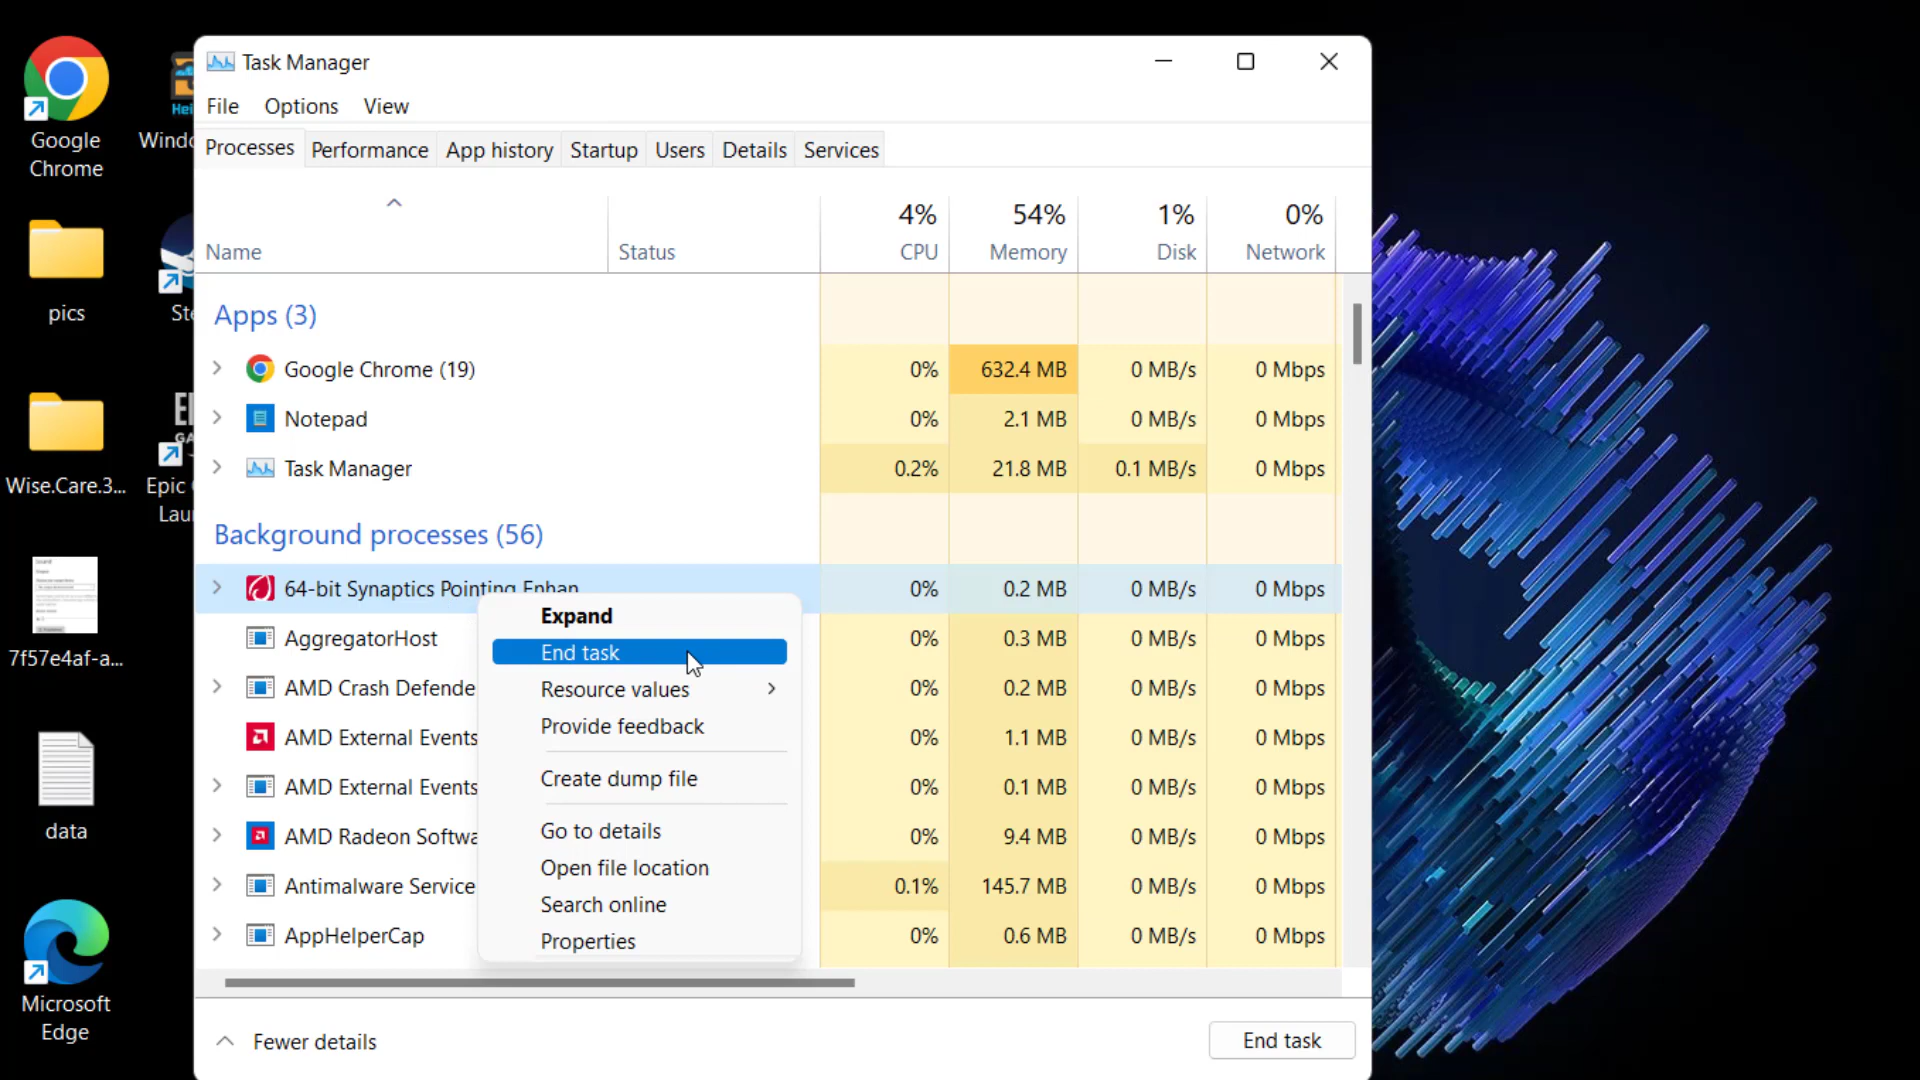 Google
Chrome
pics
Wise.Care.3...
7f57e4af-a...
data
Microsoft
Edge
Hei
Windo
Ste
Epic
Lau
Task Manager
File Options View
Processes Performance App history Startup Users Details Services
4% 54% 1% 0%
Name Status CPU Memory Disk Network
Apps (3)
Google Chrome (19) 0% 632.4 MB 0 MB/s 0 Mbps
Notepad 0% 2.1 MB 0 MB/s 0 Mbps
Task Manager 0.2% 21.8 MB 0.1 MB/s 0 Mbps
Background processes (56)
64-bit Synaptics Pointing Enhan 0% 0.2 MB 0 MB/s 0 Mbps
AggregatorHost 0% 0.3 MB 0 MB/s 0 Mbps
AMD Crash Defende 0% 0.2 MB 0 MB/s 0 Mbps
AMD External Events 0% 1.1 MB 0 MB/s 0 Mbps
AMD External Events 0% 0.1 MB 0 MB/s 0 Mbps
AMD Radeon Softwa 0% 9.4 MB 0 MB/s 0 Mbps
Antimalware Service 0.1% 145.7 MB 0 MB/s 0 Mbps
AppHelperCap 0% 0.6 MB 0 MB/s 0 Mbps
Expand
End task
Resource values
Provide feedback
Create dump file
Go to details
Open file location
Search online
Properties
Fewer details
End task